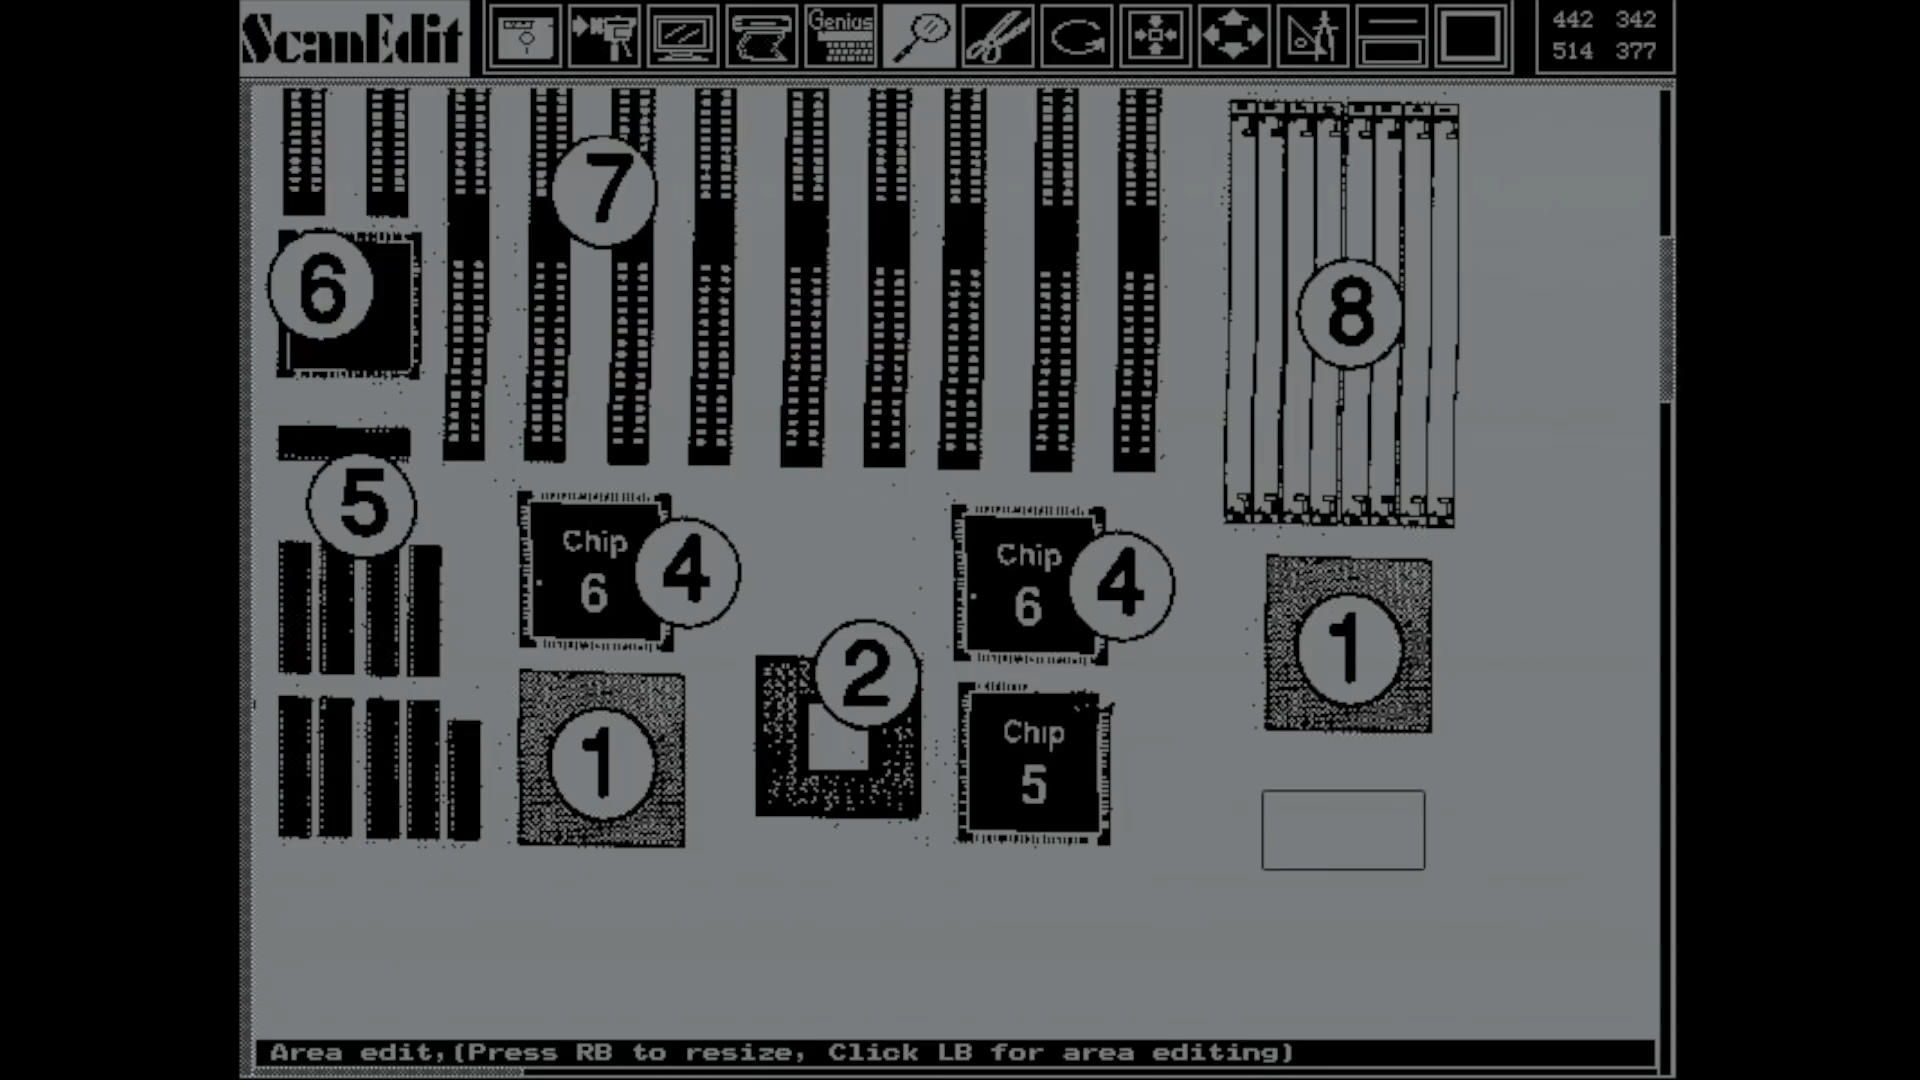 ScanEdit
Genius
442 342
514 377
7
6
8
5
Chip
6
4
Chip
6
4
1
2
1
Chip
5
Area edit,(Press RB to resize, Click LB for area editing)